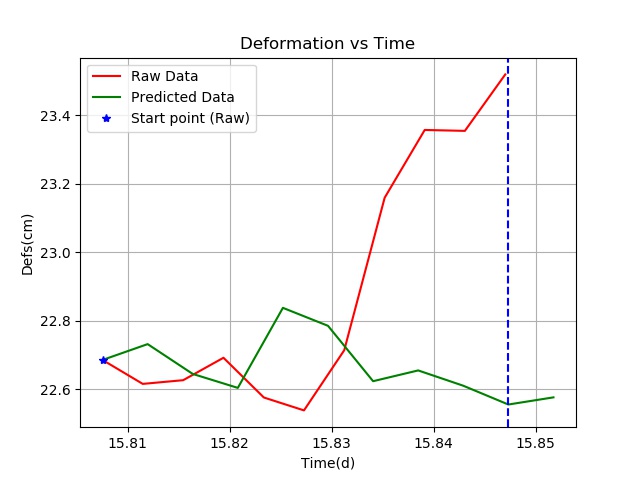 Deformation vs Time
Raw Data
Predicted Data
Start point (Raw)
Defs(cm)
23.4
23.2
23.0
22.8
22.6
15.81 15.82 15.83 15.84 15.85
Time(d)